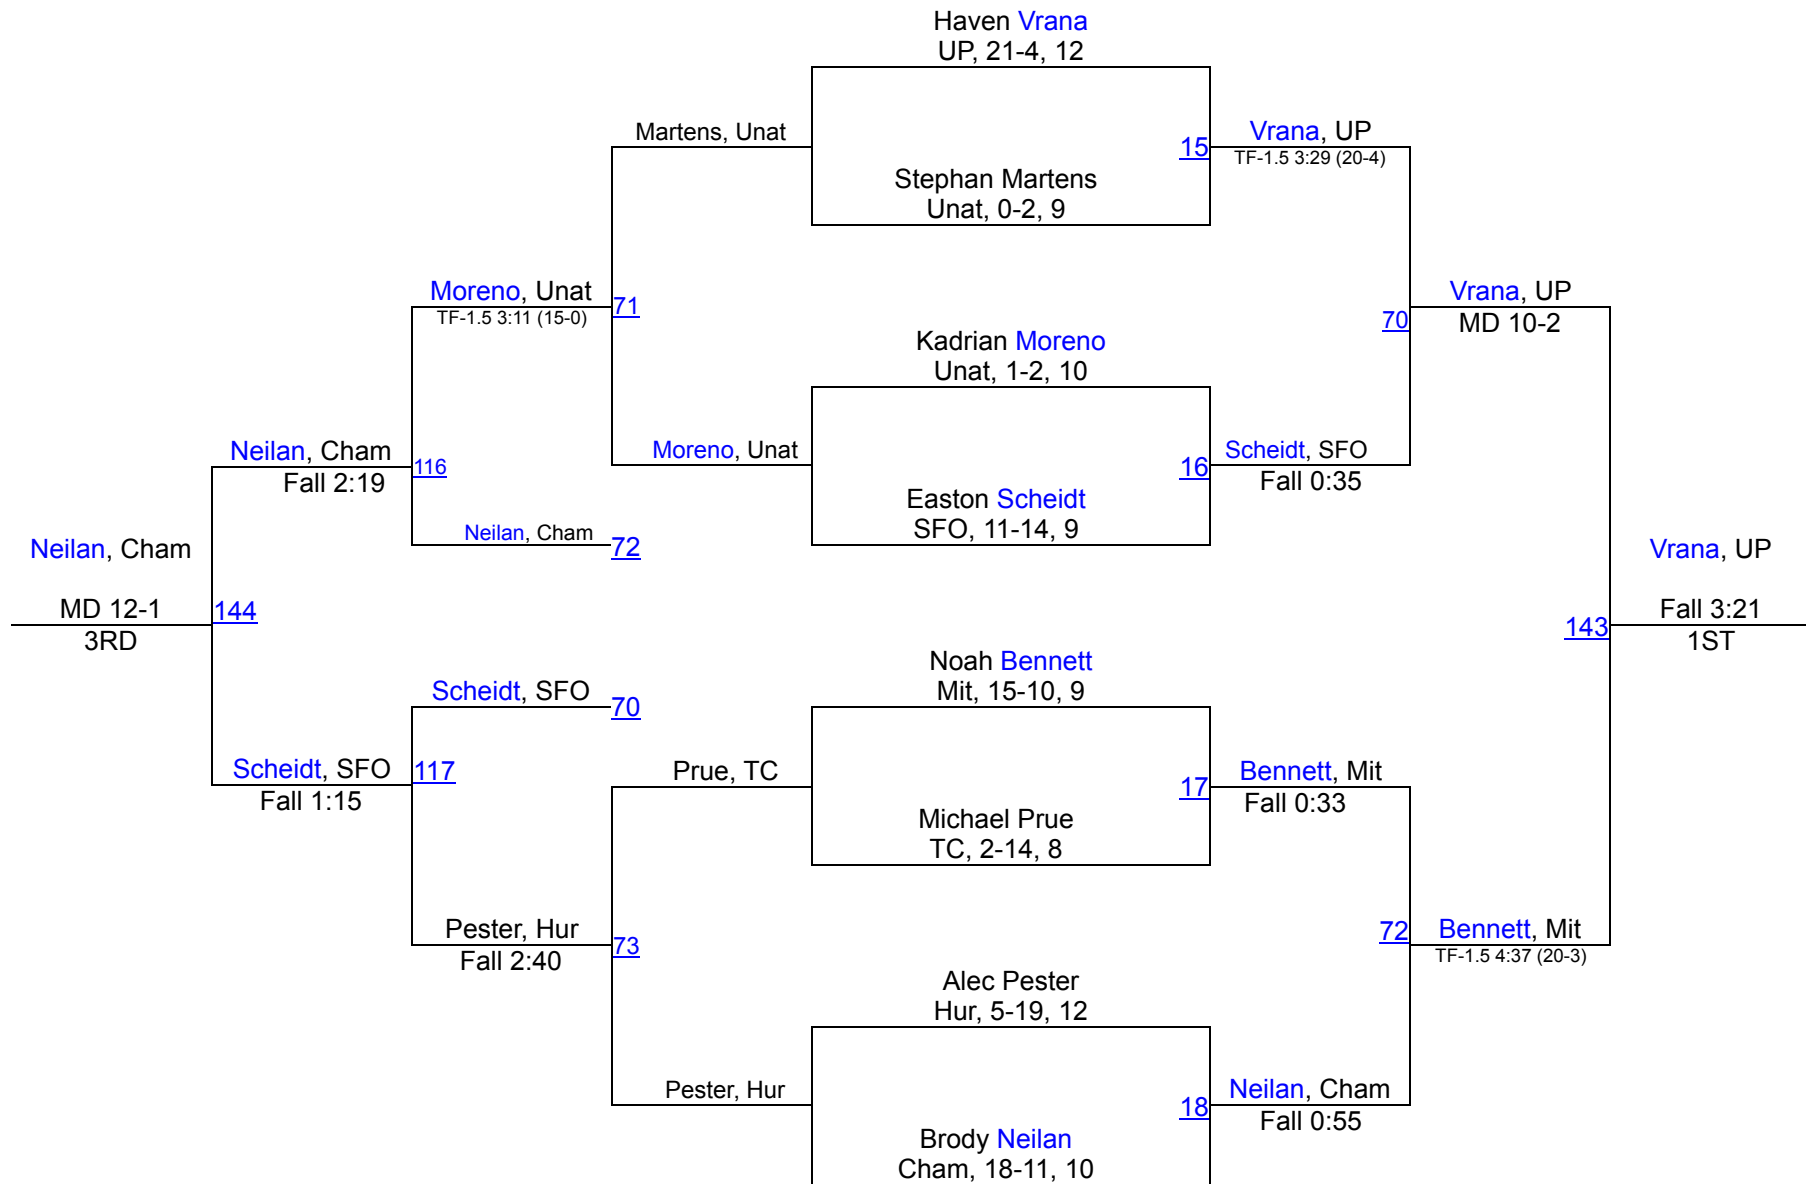 Haven Vrana
UP, 21-4, 12
Martens, Unat
15
Vrana, UP
TF-1.5 3:29 (20-4)
Stephan Martens
Unat, 0-2, 9
Moreno, Unat
TF-1.5 3:11 (15-0)
71
Vrana, UP
MD 10-2
70
Kadrian Moreno
Unat, 1-2, 10
Neilan, Cham
Fall 2:19
116
Moreno, Unat
16
Scheidt, SFO
Fall 0:35
Easton Scheidt
SFO, 11-14, 9
Neilan, Cham
72
Neilan, Cham
MD 12-1
3RD
144
Vrana, UP
Fall 3:21
1ST
143
Noah Bennett
Mit, 15-10, 9
Scheidt, SFO
70
Scheidt, SFO
Fall 1:15
117
Prue, TC
17
Bennett, Mit
Fall 0:33
Michael Prue
TC, 2-14, 8
Pester, Hur
Fall 2:40
73
72
Bennett, Mit
TF-1.5 4:37 (20-3)
Alec Pester
Hur, 5-19, 12
Pester, Hur
18
Neilan, Cham
Fall 0:55
Brody Neilan
Cham, 18-11, 10